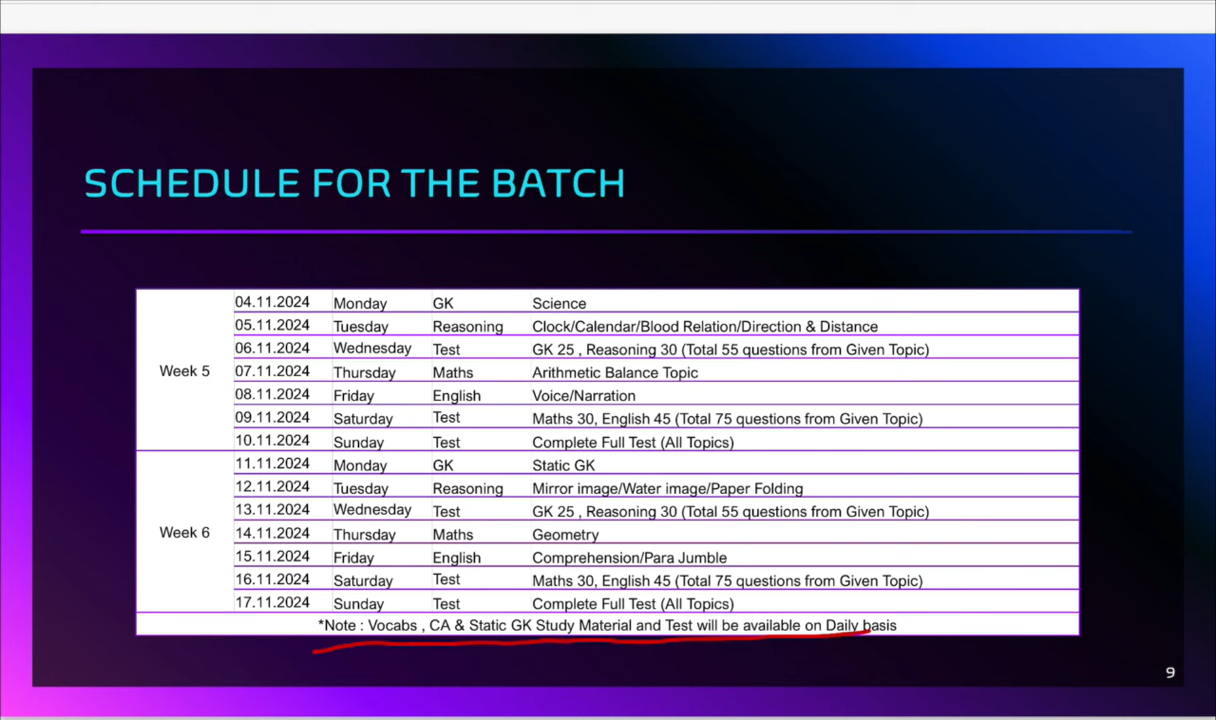 SCHEDULE FOR THE BATCH
Week 5
04.11.2024 Monday GK Science
05.11.2024 Tuesday Reasoning Clock/Calendar/Blood Relation/Direction & Distance
06.11.2024 Wednesday Test GK 25 , Reasoning 30 (Total 55 questions from Given Topic)
07.11.2024 Thursday Maths Arithmetic Balance Topic
08.11.2024 Friday English Voice/Narration
09.11.2024 Saturday Test Maths 30, English 45 (Total 75 questions from Given Topic)
10.11.2024 Sunday Test Complete Full Test (All Topics)
Week 6
11.11.2024 Monday GK Static GK
12.11.2024 Tuesday Reasoning Mirror image/Water image/Paper Folding
13.11.2024 Wednesday Test GK 25 , Reasoning 30 (Total 55 questions from Given Topic)
14.11.2024 Thursday Maths Geometry
15.11.2024 Friday English Comprehension/Para Jumble
16.11.2024 Saturday Test Maths 30, English 45 (Total 75 questions from Given Topic)
17.11.2024 Sunday Test Complete Full Test (All Topics)
*Note : Vocabs , CA & Static GK Study Material and Test will be available on Daily basis
9